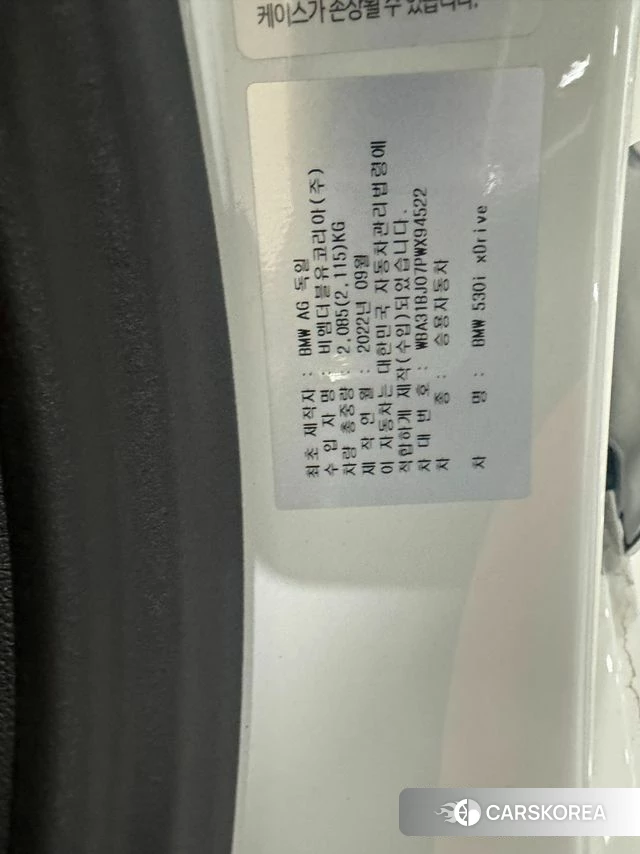 케이스가 손상될 수 있습니다.
최초 제작자 : BMW AG 독일
수 입 자 명 : 비엠더블유코리아(주)
차량 총중량 : 2,085(2,115)KG
제 작 연 월 : 2022년 09월
이 자동차는 대한민국 자동차관리법령에
적합하게 제작(수입)되었습니다.
차 대 번 호 : WBA31BJ07PWX94522
차 종 : 승용자동차
차 명 : BMW 530i xDrive
CARSKOREA